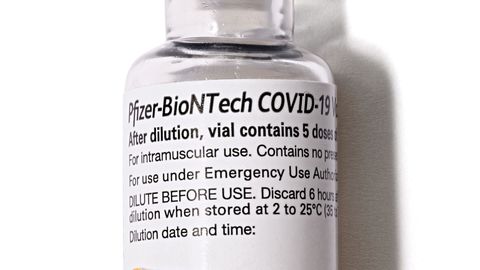 Pfizer-BioNTech COVID-19
After dilution, vial contains 5 doses
For intramuscular use. Contains no
For use under Emergency Use
DILUTE BEFORE USE. Discard 6 hours
dilution when stored at 2 to 25°C (35
Dilution date and time: